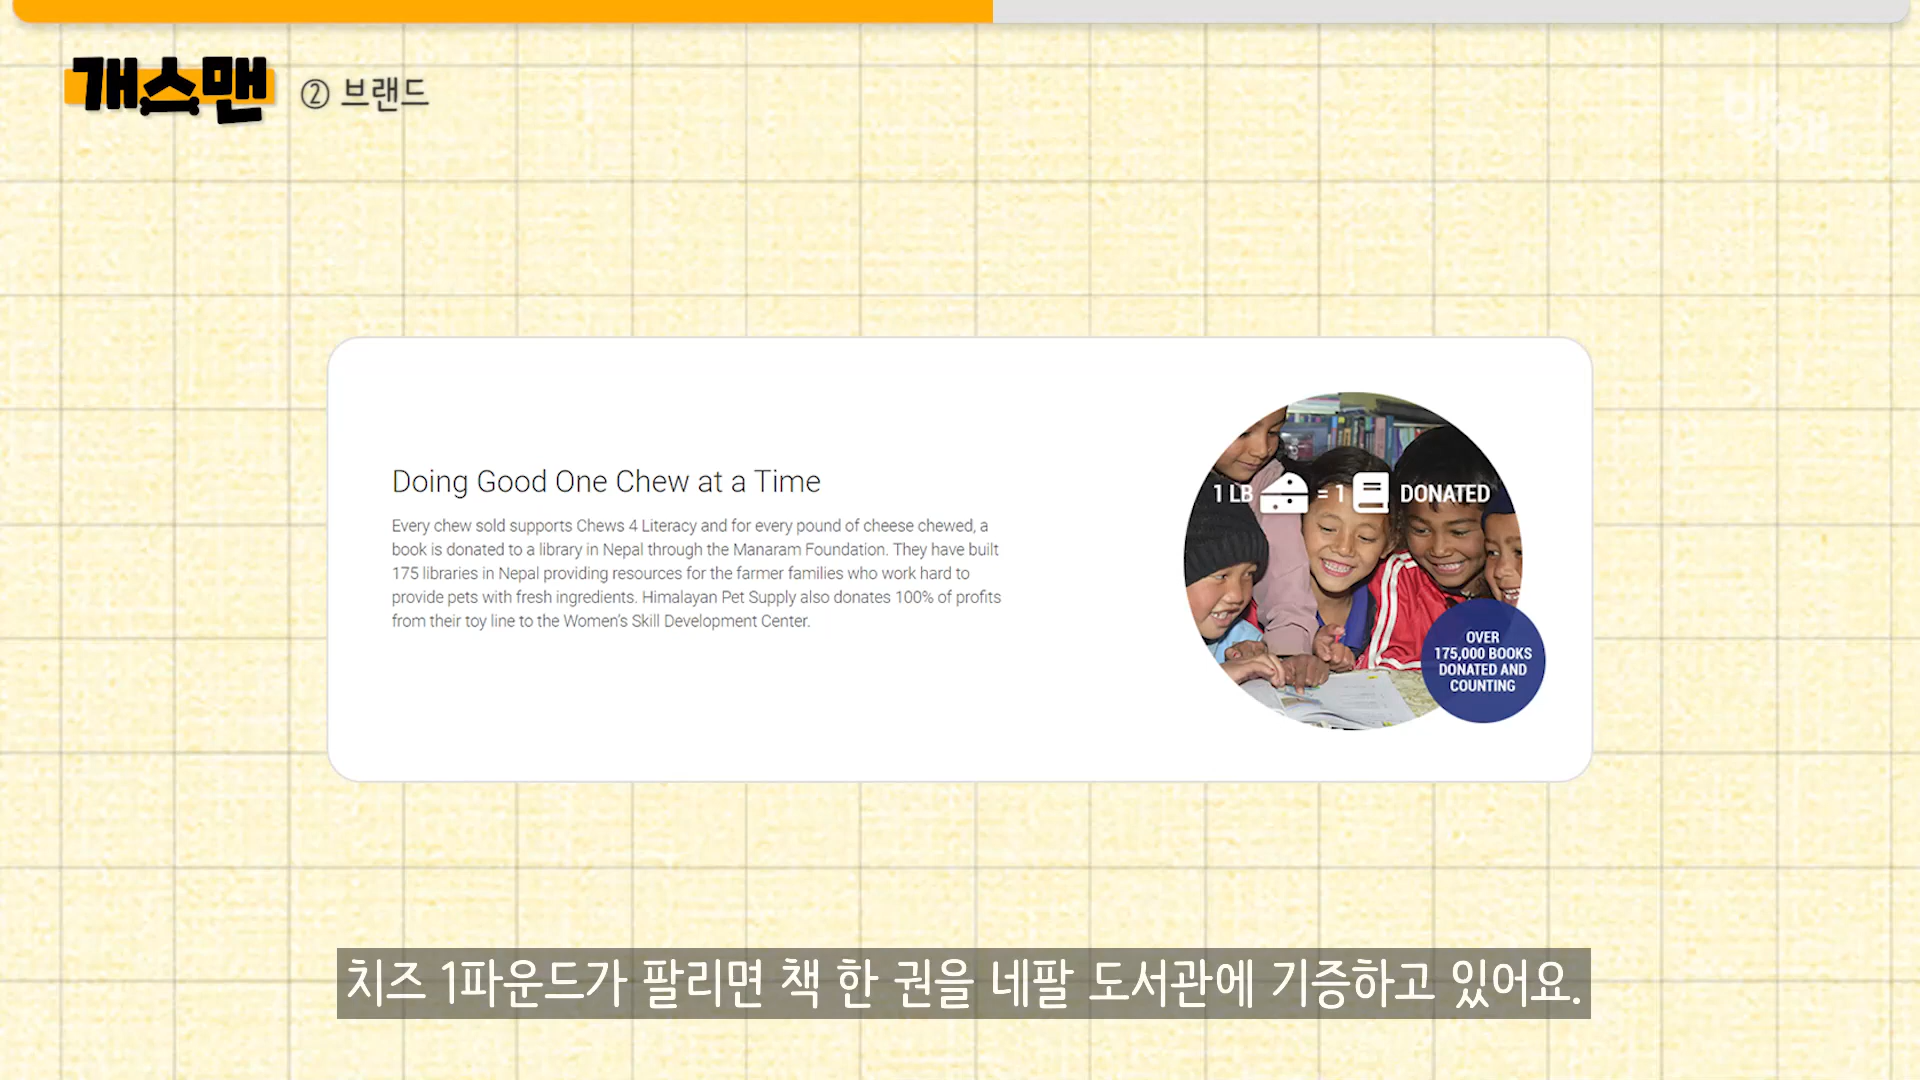 개스맨 ② 브랜드
Doing Good One Chew at a Time
Every chew sold supports Chews 4 Literacy and for every pound of cheese chewed, a
book is donated to a library in Nepal through the Manaram Foundation. They have built
175 libraries in Nepal providing resources for the farmer families who work hard to
provide pets with fresh ingredients. Himalayan Pet Supply also donates 100% of profits
from their toy line to the Women's Skill Development Center.
1 LB = 1 DONATED
OVER
175,000 BOOKS
DONATED AND
COUNTING
치즈 1파운드가 팔리면 책 한 권을 네팔 도서관에 기증하고 있어요.